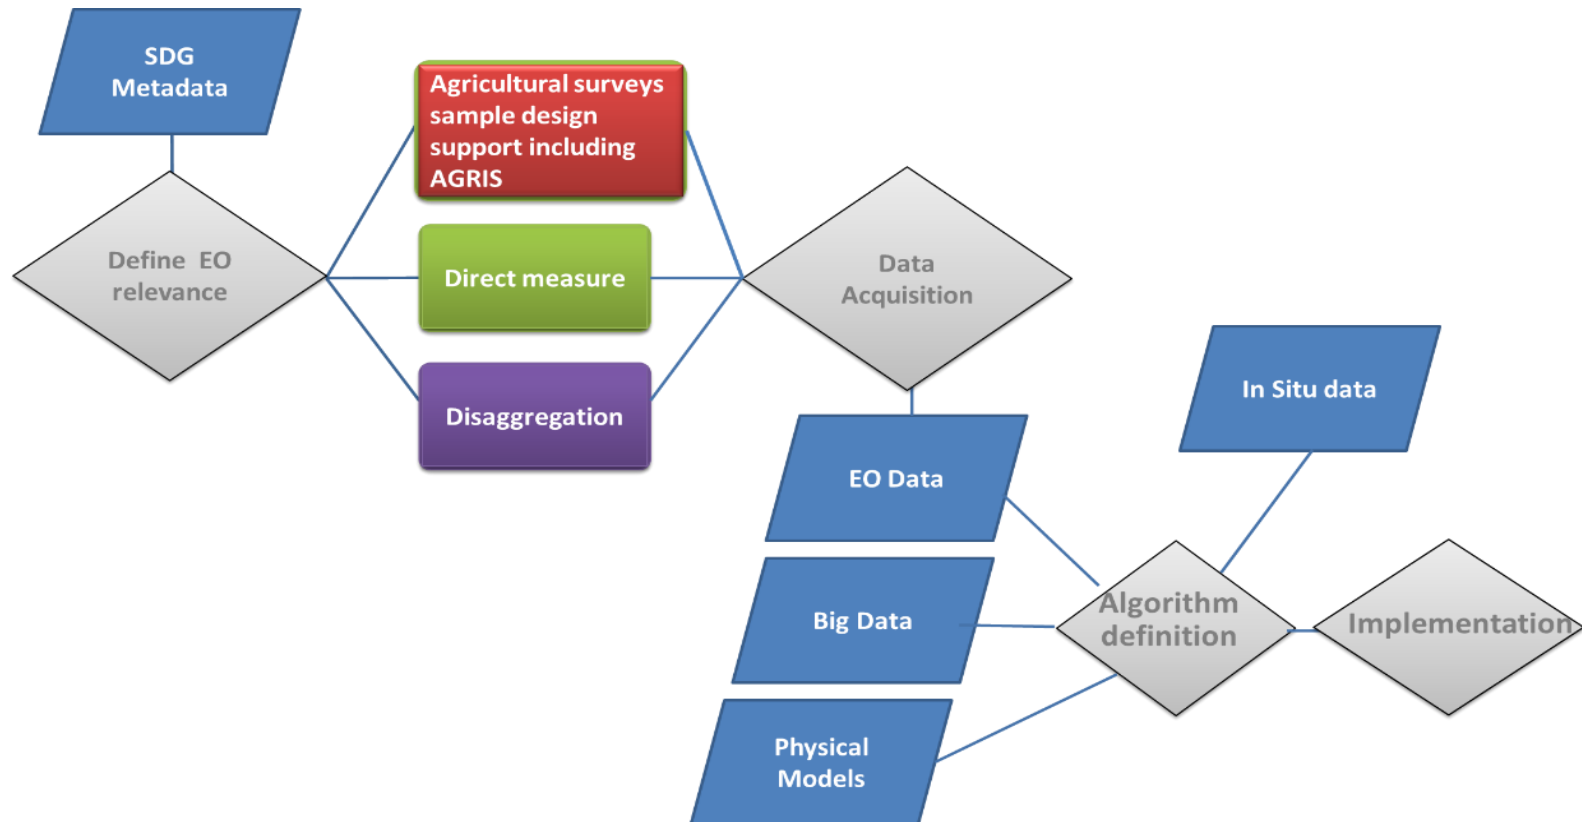 SDG
Metadata
Agricultural surveys
sample design
support including
AGRIS
Define EO
relevance
Direct measure
Data
Acquisition
Disaggregation
In Situ data
EO Data
Big Data
Algorithm
definition
Implementation
Physical
Models